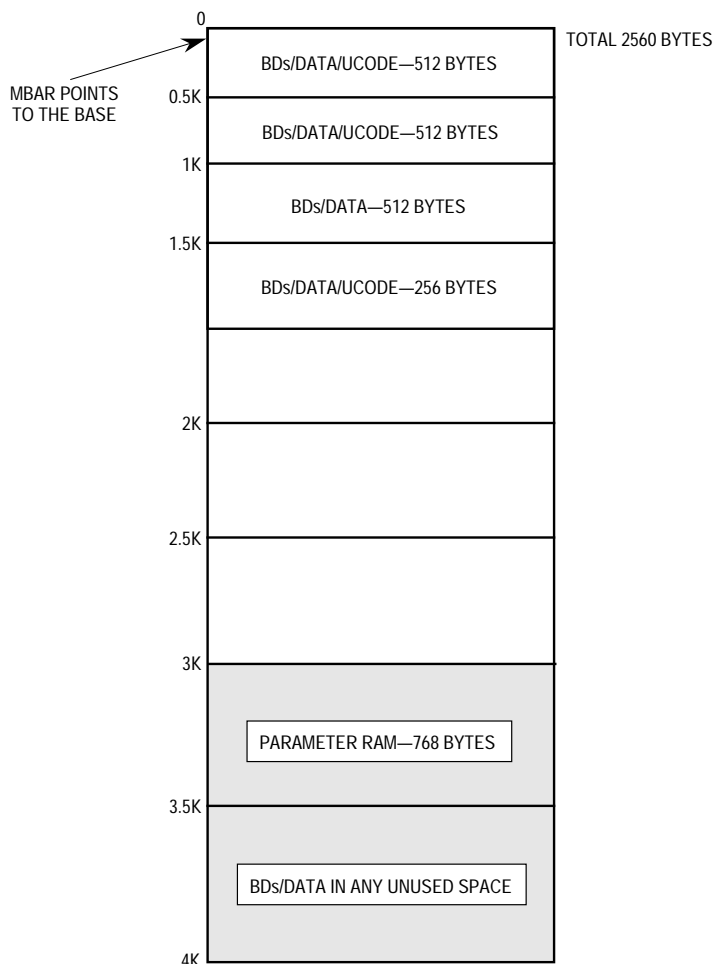 0
TOTAL 2560 BYTES
BDs/DATA/UCODE—512 BYTES
MBAR POINTS
TO THE BASE
0.5K
BDs/DATA/UCODE—512 BYTES
1K
BDs/DATA—512 BYTES
1.5K
BDs/DATA/UCODE—256 BYTES
2K
2.5K
3K
PARAMETER RAM—768 BYTES
3.5K
BDs/DATA IN ANY UNUSED SPACE
4K